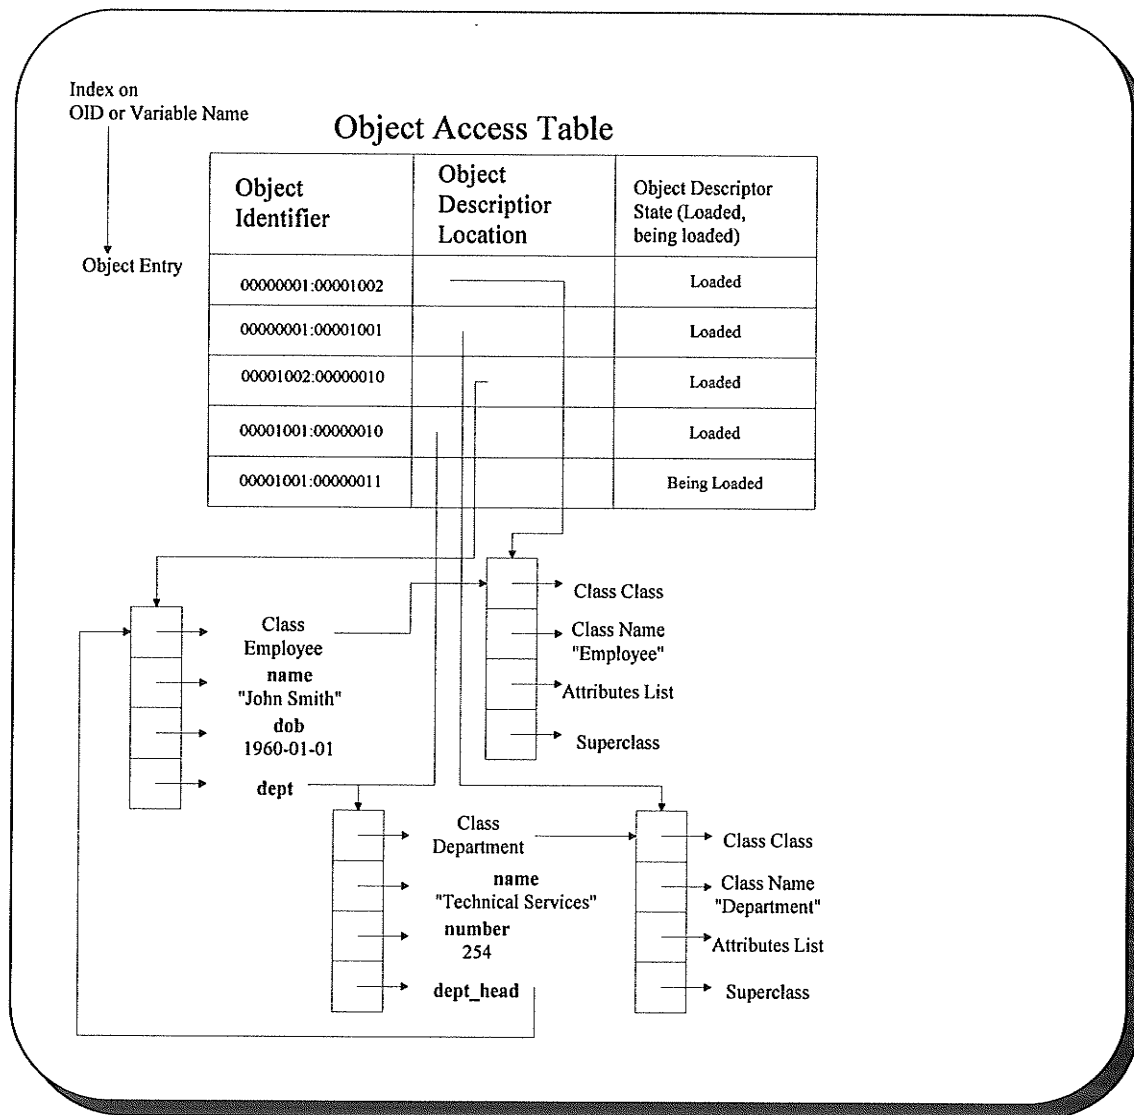 Index on
OID or Variable Name
Object Access Table
Object
Identifier
Object
Descriptior
Location
Object Descriptor
State (Loaded,
being loaded)
Object Entry
00000001:00001002
Loaded
00000001:00001001
Loaded
00001002:00000010
Loaded
00001001:00000010
Loaded
00001001:00000011
Being Loaded
Class
Employee
name
"John Smith"
dob
1960-01-01
dept
Class Class
Class Name
"Employee"
Attributes List
Superclass
Class
Department
name
"Technical Services"
number
254
dept_head
Class Class
Class Name
"Department"
Attributes List
Superclass